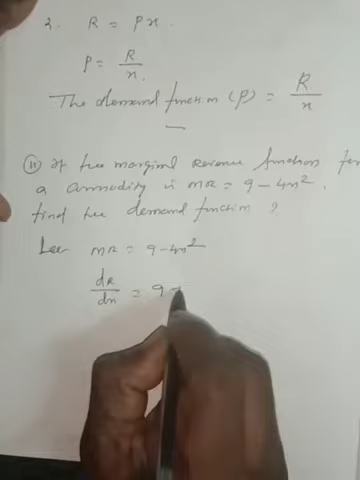 2. R = px.
P = R/x.
The demand function (P) = R/x
(11) If the marginal Revenue function for
a commodity is MR = 9 - 4x².
find the demand function ?
Let MR = 9 - 4x²
dR/dx = 9 -